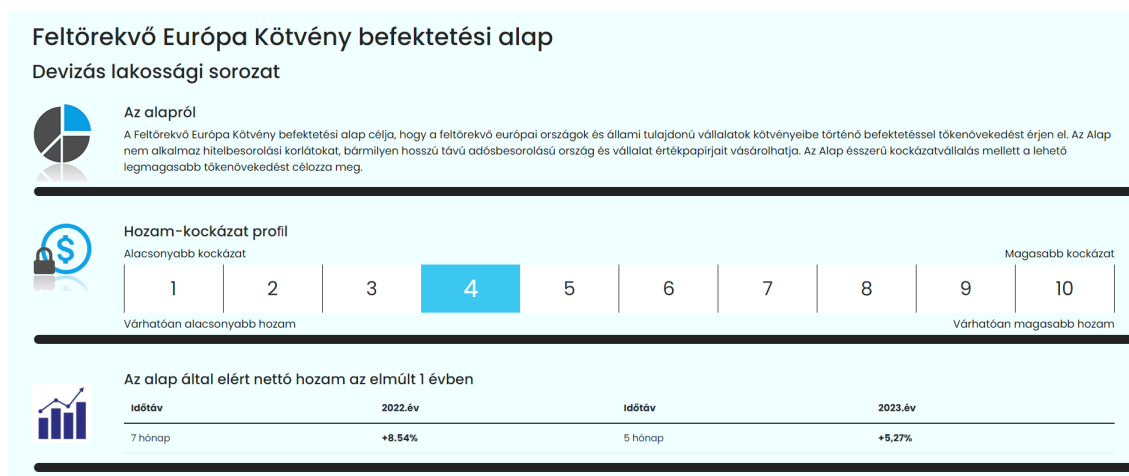 Feltörekvő Európa Kötvény befektetési alap
Devizás lakossági sorozat
Az alapról
A Feltörekvő Európa Kötvény befektetési alap célja, hogy a feltörekvő európai országok és állami tulajdonú vállalatok kötvényeibe történő befektetéssel tőkenövekedést érjen el. Az Alap
nem alkalmaz hitelbesorolási korlátokat, bármilyen hosszú távú adósbesorolású ország és vállalat értékpapírjait vásárolhatja. Az Alap ésszerű kockázatvállalás mellett a lehető
legmagasabb tőkenövekedést célozza meg.
Hozam-kockázat profil
Alacsonyabb kockázat Magasabb kockázat
1 2 3 4 5 6 7 8 9 10
Várhatóan alacsonyabb hozam Várhatóan magasabb hozam
Az alap által elért nettó hozam az elmúlt 1 évben
Időtáv 2022.év Időtáv 2023.év
7 hónap +8.54% 5 hónap +5,27%
$